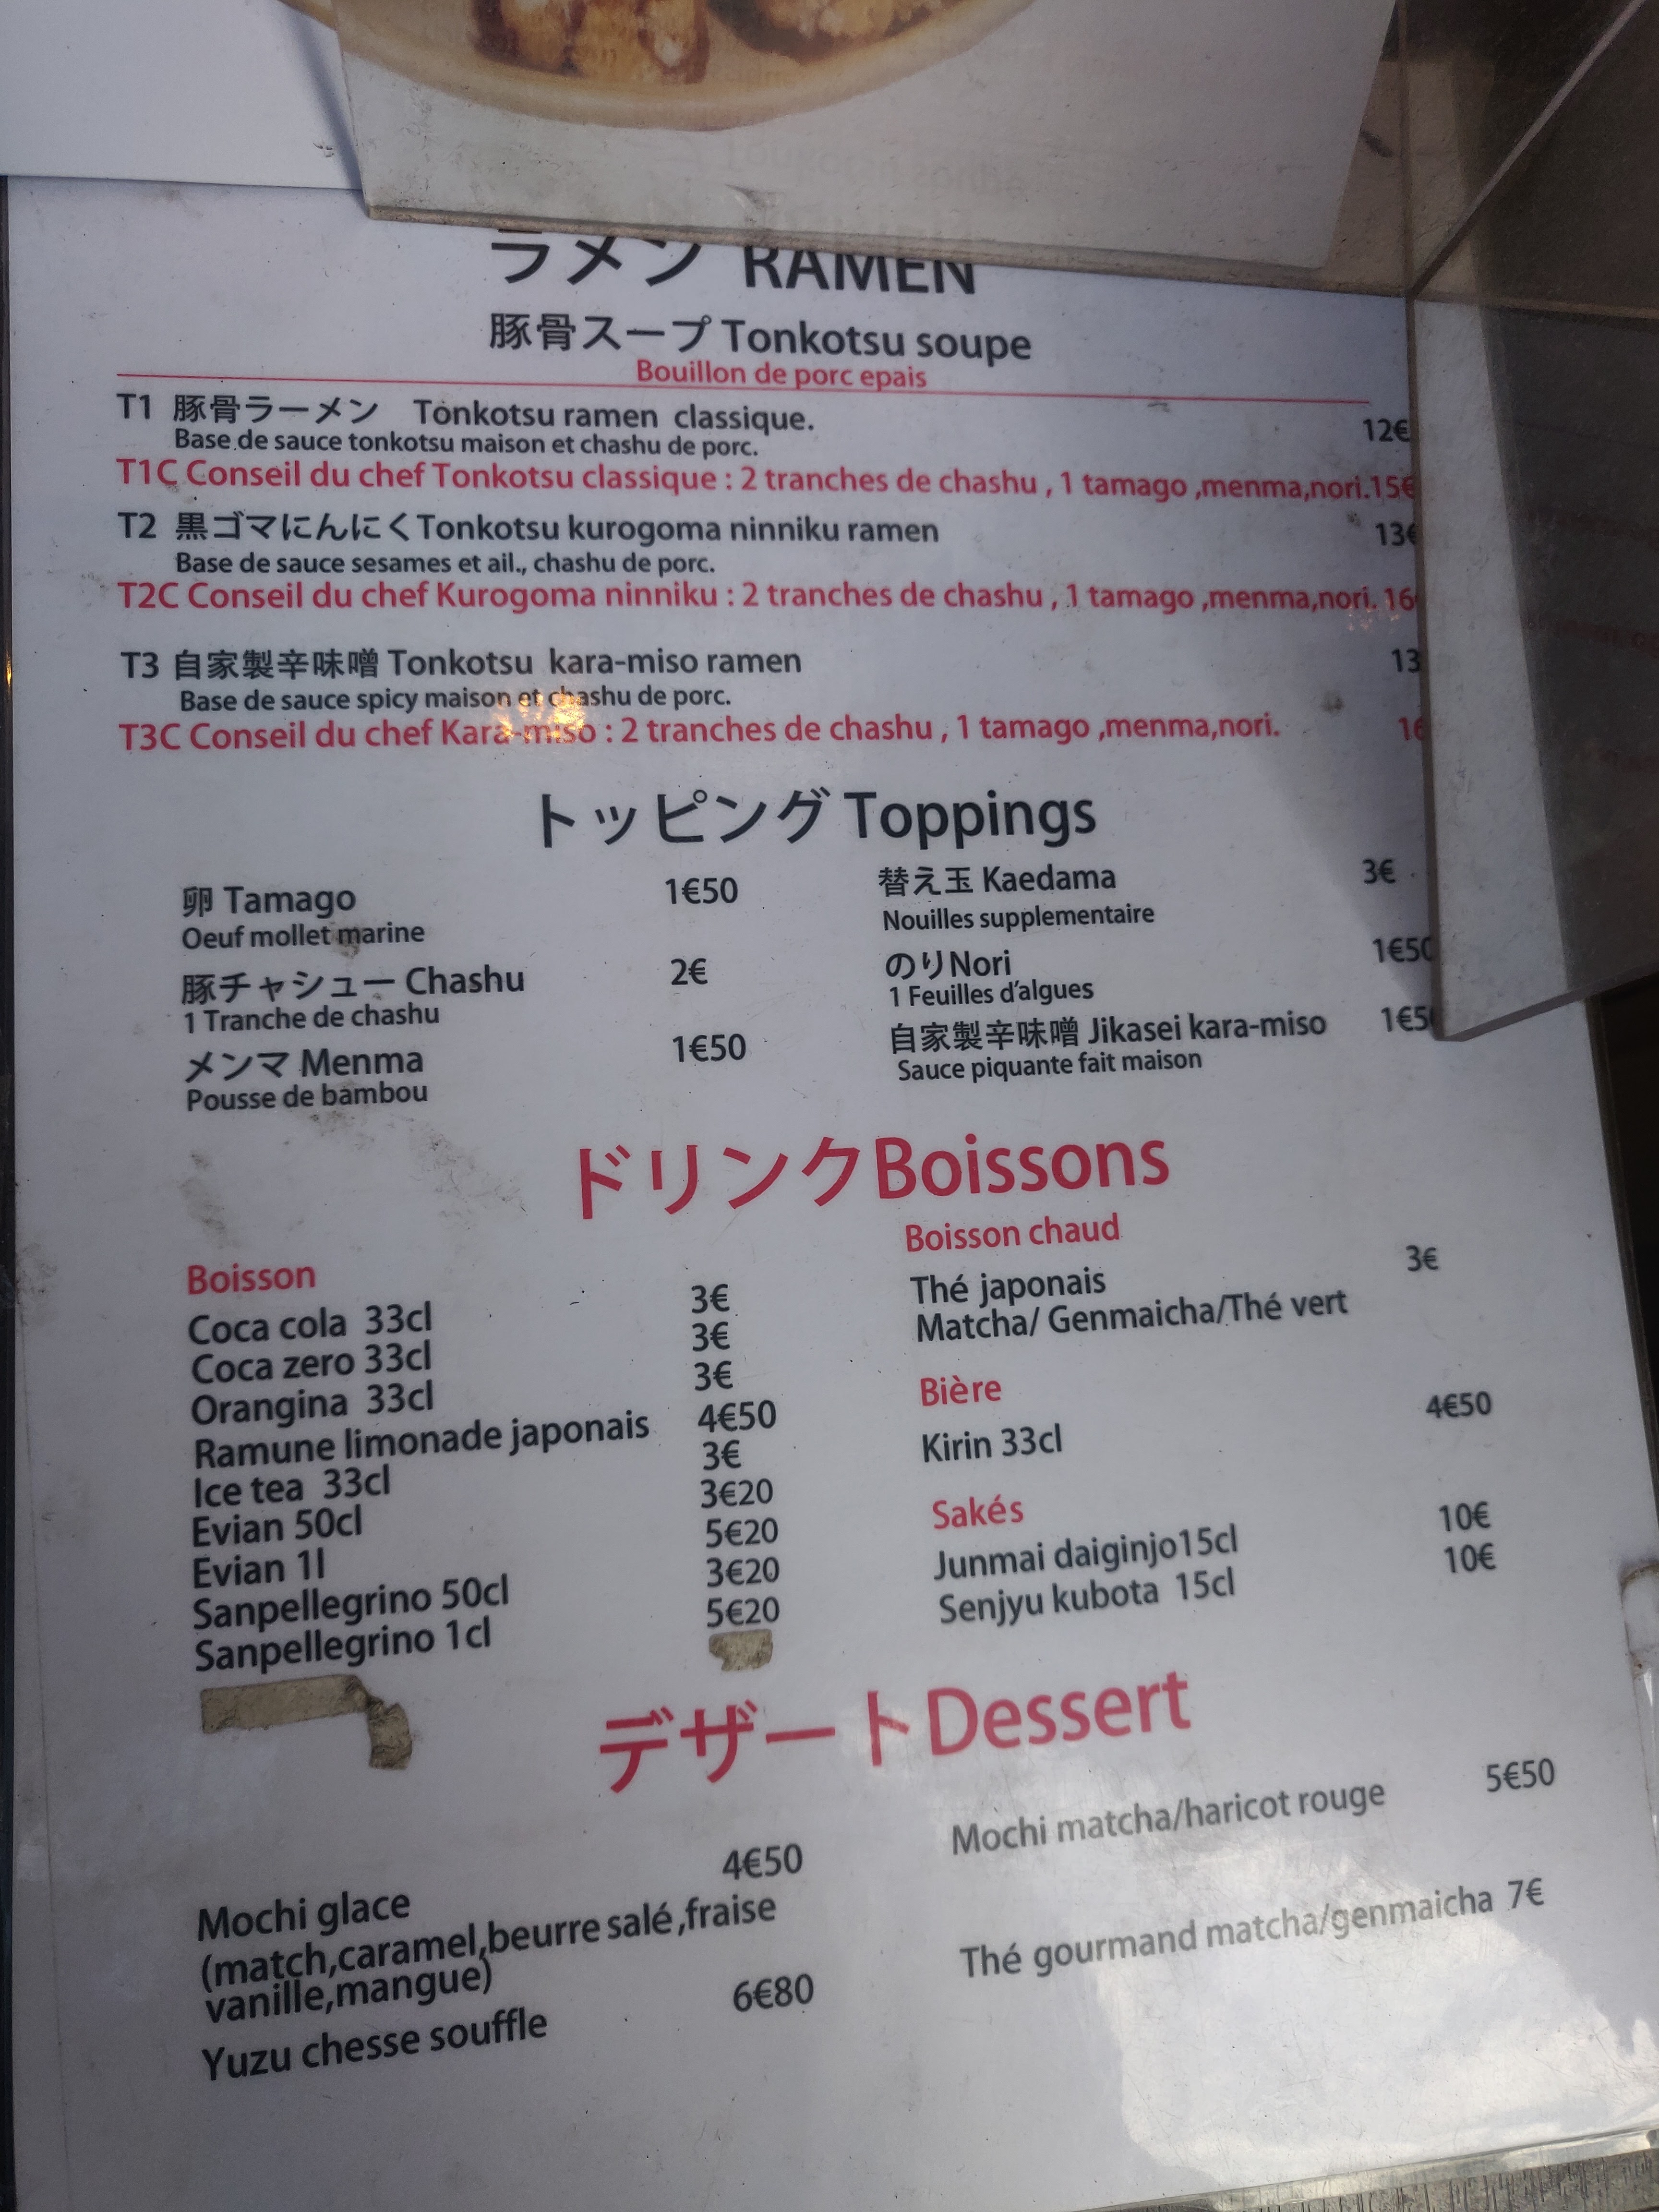 ラメン RAMEN
豚骨スープ Tonkotsu soupe
Bouillon de porc epais
T1 豚骨ラーメン Tonkotsu ramen classique. 12€
Base de sauce tonkotsu maison et chashu de porc.
T1C Conseil du chef Tonkotsu classique : 2 tranches de chashu , 1 tamago ,menma,nori.15€
T2 黒ゴマにんにくTonkotsu kurogoma ninniku ramen 13€
Base de sauce sesames et ail., chashu de porc.
T2C Conseil du chef Kurogoma ninniku : 2 tranches de chashu , 1 tamago ,menma,nori. 16€
T3 自家製辛味噌 Tonkotsu kara-miso ramen 13
Base de sauce spicy maison et chashu de porc.
T3C Conseil du chef Kara-miso : 2 tranches de chashu , 1 tamago ,menma,nori. 16
トッピング Toppings
卵 Tamago 1€50
Oeuf mollet marine
豚チャシュー Chashu 2€
1 Tranche de chashu
メンマ Menma 1€50
Pousse de bambou
替え玉 Kaedama 3€
Nouilles supplementaire
のりNori 1€50
1 Feuilles d'algues
自家製辛味噌 Jikasei kara-miso 1€50
Sauce piquante fait maison
ドリンクBoissons
Boisson
Coca cola 33cl 3€
Coca zero 33cl 3€
Orangina 33cl 3€
Ramune limonade japonais 4€50
Ice tea 33cl 3€
Evian 50cl 3€20
Evian 1l 5€20
Sanpellegrino 50cl 3€20
Sanpellegrino 1cl 5€20
Boisson chaud
Thé japonais 3€
Matcha/ Genmaicha/Thé vert
Bière
Kirin 33cl 4€50
Sakés
Junmai daiginjo15cl 10€
Senjyu kubota 15cl 10€
デザートDessert
Mochi glace 4€50
(match,caramel,beurre salé,fraise
vanille,mangue)
Yuzu chesse souffle 6€80
Mochi matcha/haricot rouge 5€50
Thé gourmand matcha/genmaicha 7€